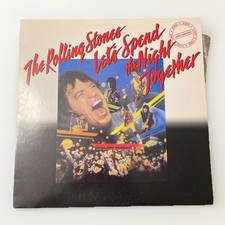 The Rolling Stones
Let's Spend
the Night
Together